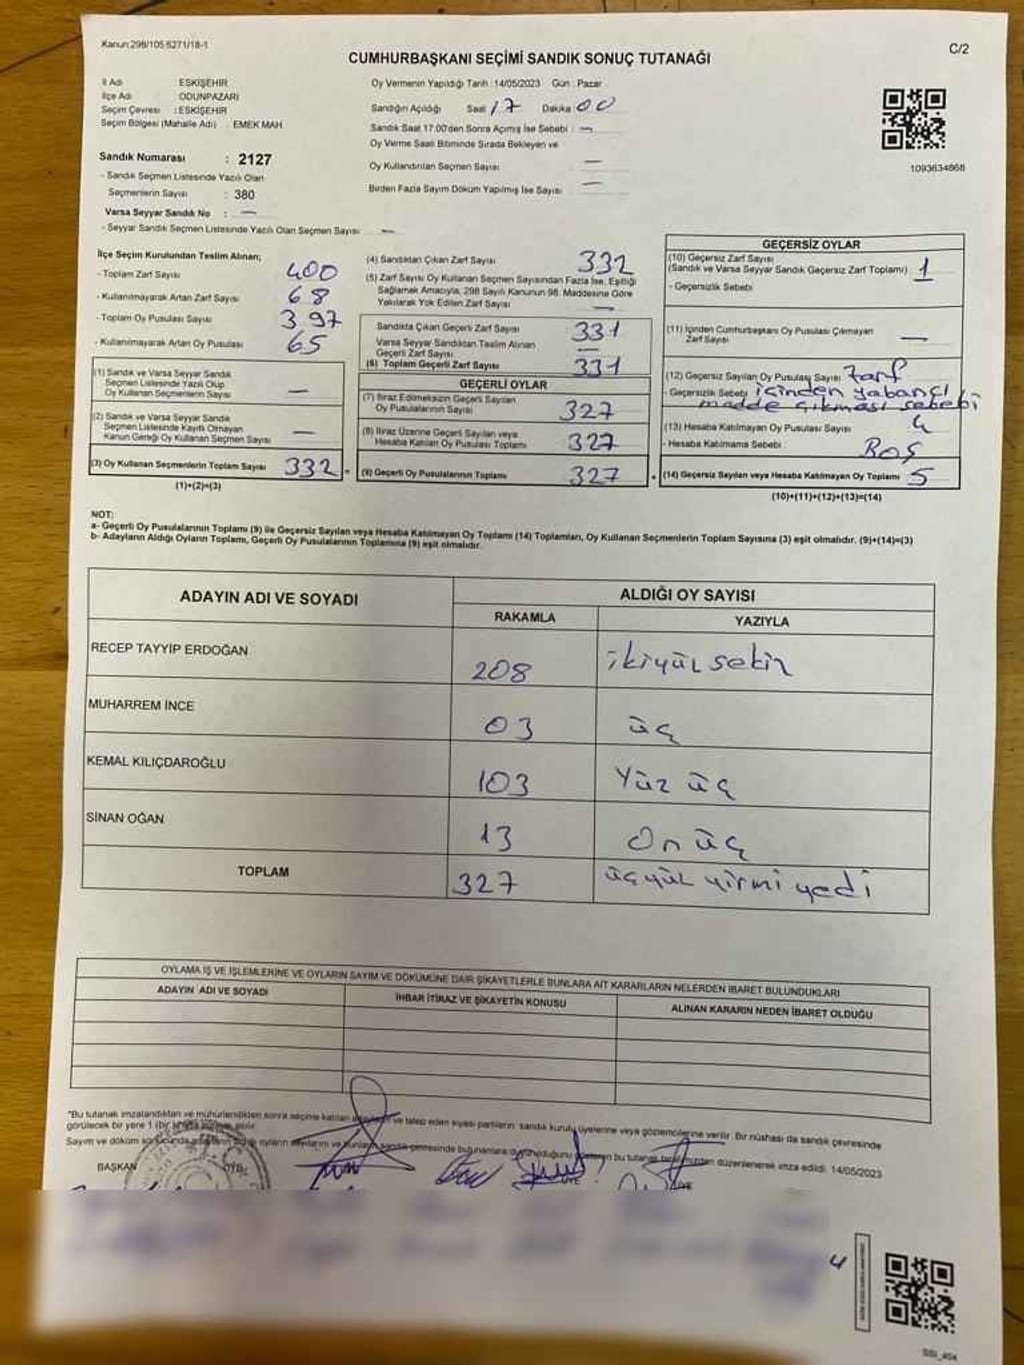 Kanun:298/105 5271/18-1
C/2
CUMHURBAŞKANI SEÇİMİ SANDIK SONUÇ TUTANAĞI
İl Adı : ESKİŞEHİR
İlçe Adı : ODUNPAZARI
Seçim Çevresi : ESKİŞEHİR
Seçim Bölgesi (Mahalle Adı) : EMEK MAH.
Sandık Numarası : 2127
- Sandık Seçmen Listesinde Yazılı Olan
Seçmenlerin Sayısı : 380
Varsa Seyyar Sandık No : —
- Seyyar Sandık Seçmen Listesinde Yazılı Olan Seçmen Sayısı : —
Oy Vermenin Yapıldığı Tarih : 14/05/2023 Gün : Pazar
Sandığın Açıldığı Saat 17 Dakika 00
Sandık Saat 17.00'den Sonra Açılmış İse Sebebi : —
Oy Verme Saati Bitiminde Sırada Bekleyen ve
Oy Kullandırılan Seçmen Sayısı —
Birden Fazla Sayım Döküm Yapılmış İse Sayısı —
1093634868
İlçe Seçim Kurulundan Teslim Alınan;
- Toplam Zarf Sayısı 400
- Kullanılmayarak Artan Zarf Sayısı 68
- Toplam Oy Pusulası Sayısı 397
- Kullanılmayarak Artan Oy Pusulası 65
(1) Sandık ve Varsa Seyyar Sandık
Seçmen Listesinde Yazılı Olup
Oy Kullanan Seçmen Sayısı —
(2) Sandık ve Varsa Seyyar Sandık
Seçmen Listesinde Kayıtlı Olmayan
Kanun Gereği Oy Kullanan Seçmen Sayısı —
(3) Oy Kullanan Seçmenlerin Toplam Sayısı 332 =
(1)+(2)=(3)
(4) Sandıktan Çıkan Zarf Sayısı 332
(5) Zarf Sayısı Oy Kullanan Seçmen Sayısından Fazla İse, Eşitliği
Sağlamak Amacıyla; 298 Sayılı Kanunun 98. Maddesine Göre
Yakılarak Yok Edilen Zarf Sayısı —
Sandıkta Çıkan Geçerli Zarf Sayısı 331
Varsa Seyyar Sandıktan Teslim Alınan
Geçerli Zarf Sayısı —
(6) Toplam Geçerli Zarf Sayısı 331
GEÇERLİ OYLAR
(7) İtiraz Edilmeksizin Geçerli Sayılan
Oy Pusulalarının Sayısı 327
(8) İtiraz Üzerine Geçerli Sayılan veya
Hesaba Katılan Oy Pusulası Toplamı 327
(9) Geçerli Oy Pusulalarının Toplamı 327 +
GEÇERSİZ OYLAR
(10) Geçersiz Zarf Sayısı
(Sandık ve Varsa Seyyar Sandık Geçersiz Zarf Toplamı) 1
- Geçersizlik Sebebi
(11) İçinden Cumhurbaşkanı Oy Pusulası Çıkmayan
Zarf Sayısı —
(12) Geçersiz Sayılan Oy Pusulası Sayısı Zarf
- Geçersizlik Sebebi içinden yabancı
madde çıkması sebebi
(13) Hesaba Katılmayan Oy Pusulası Sayısı 4
- Hesaba Katılmama Sebebi Boş
(14) Geçersiz Sayılan veya Hesaba Katılmayan Oy Toplamı 5
(10)+(11)+(12)+(13)=(14)
NOT:
a- Geçerli Oy Pusulalarının Toplamı (9) ile Geçersiz Sayılan veya Hesaba Katılmayan Oy Toplamı (14) Toplamları, Oy Kullanan Seçmenlerin Toplam Sayısına (3) eşit olmalıdır. (9)+(14)=(3)
b- Adayların Aldığı Oyların Toplamı, Geçerli Oy Pusulalarının Toplamına (9) eşit olmalıdır.
ADAYIN ADI VE SOYADI
ALDIĞI OY SAYISI
RAKAMLA YAZIYLA
RECEP TAYYİP ERDOĞAN 208 ikiyüz sekiz
MUHARREM İNCE 03 üç
KEMAL KILIÇDAROĞLU 103 Yüz üç
SİNAN OĞAN 13 On üç
TOPLAM 327 üçyüz yirmi yedi
OYLAMA İŞ VE İŞLEMLERİNE VE OYLARIN SAYIM VE DÖKÜMÜNE DAİR ŞİKAYETLERLE BUNLARA AİT KARARLARIN NELERDEN İBARET BULUNDUKLARI
ADAYIN ADI VE SOYADI İHBAR İTİRAZ VE ŞİKAYETİN KONUSU ALINAN KARARIN NEDEN İBARET OLDUĞU
"Bu tutanak imzalandıktan ve mühürlendikten sonra seçime katılan ve talep eden siyasi partilerin sandık kurulu üyelerine veya gözlemcilerine verilir. Bir nüshası da sandık çevresinde
görülecek bir yere 1 (bir)
Sayım ve döküm bu düzenlenerek imza edildi. 14/05/2023
BAŞKAN ÜYE ÜYE
4